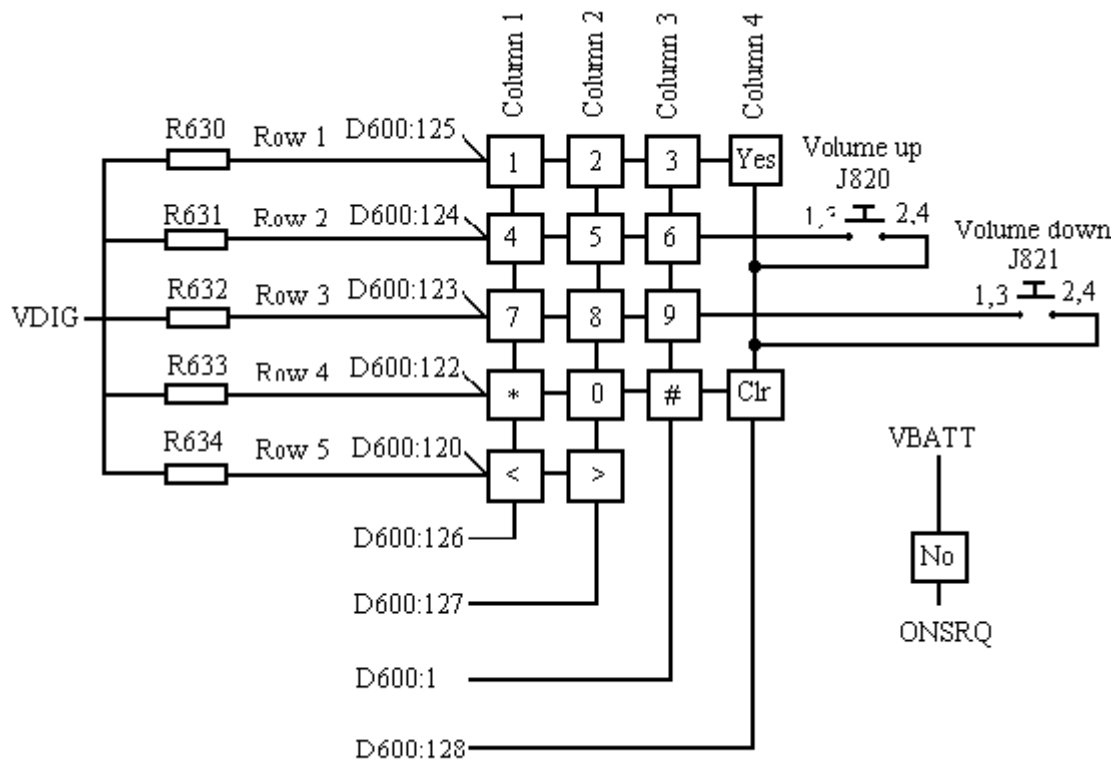 Column 1
Column 2
Column 3
Column 4
R630
Row 1
D600:125
1
2
3
Yes
Volume up
J820
1,3
2,4
R631
Row 2
D600:124
4
5
6
Volume down
J821
1,3
2,4
R632
Row 3
D600:123
7
8
9
VDIG
R633
Row 4
D600:122
*
0
#
Clr
R634
Row 5
D600:120
<
>
VBATT
No
ONSRQ
D600:126
D600:127
D600:1
D600:128